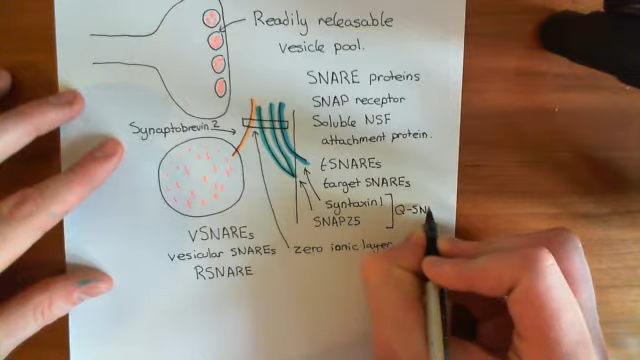 Readily releasable
vesicle pool.
SNARE proteins
SNAP receptor
Soluble NSF
attachment protein.
Synaptobrevin 2
tSNAREs
target SNAREs
syntaxin 1
SNAP25
Q-SN
vSNAREs
vesicular SNAREs
zero ionic layer
RSNARE